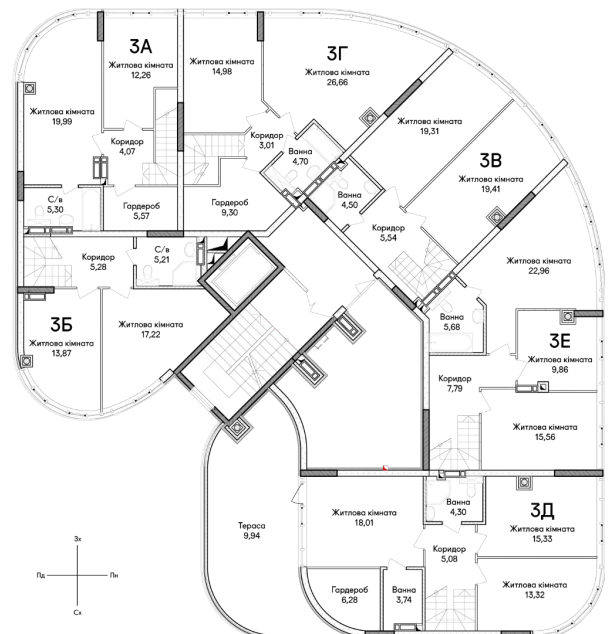 3А
Житлова кімната
12,26
Житлова кімната
14,98
3Г
Житлова кімната
26,66
Житлова кімната
19,99
Коридор
4,07
Коридор
3,01
Ванна
4,70
Житлова кімната
19,31
3В
Житлова кімната
19,41
С/в
5,30
Гардероб
5,57
Гардероб
9,30
Ванна
4,50
Коридор
5,54
Коридор
5,28
С/в
5,21
Житлова кімната
22,96
3Б
Житлова кімната
13,87
Житлова кімната
17,22
Ванна
5,68
3Е
Житлова кімната
9,86
Коридор
7,79
Житлова кімната
15,56
Тераса
9,94
Житлова кімната
18,01
Ванна
4,30
3Д
Житлова кімната
15,33
Коридор
5,08
Гардероб
6,28
Ванна
3,74
Житлова кімната
13,32
Зх
Пд
Пн
Сх